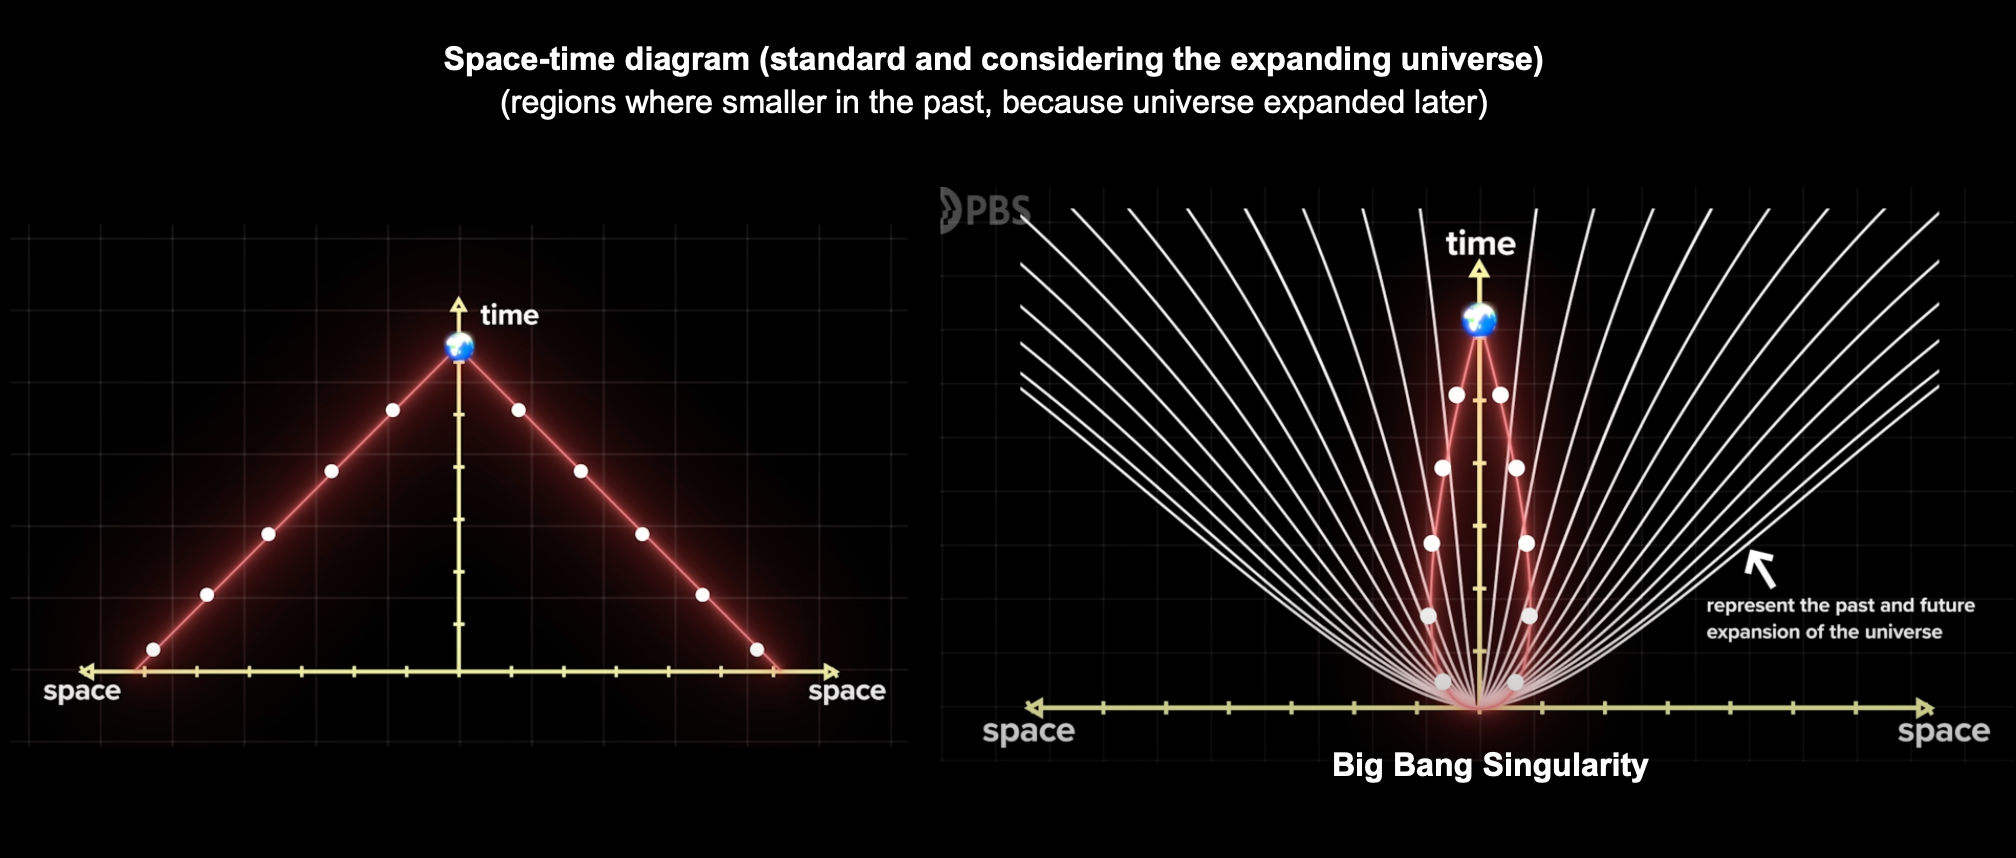 Space-time diagram (standard and considering the expanding universe)
(regions where smaller in the past, because universe expanded later)
time
space
space
PBS
time
represent the past and future
expansion of the universe
space
space
Big Bang Singularity